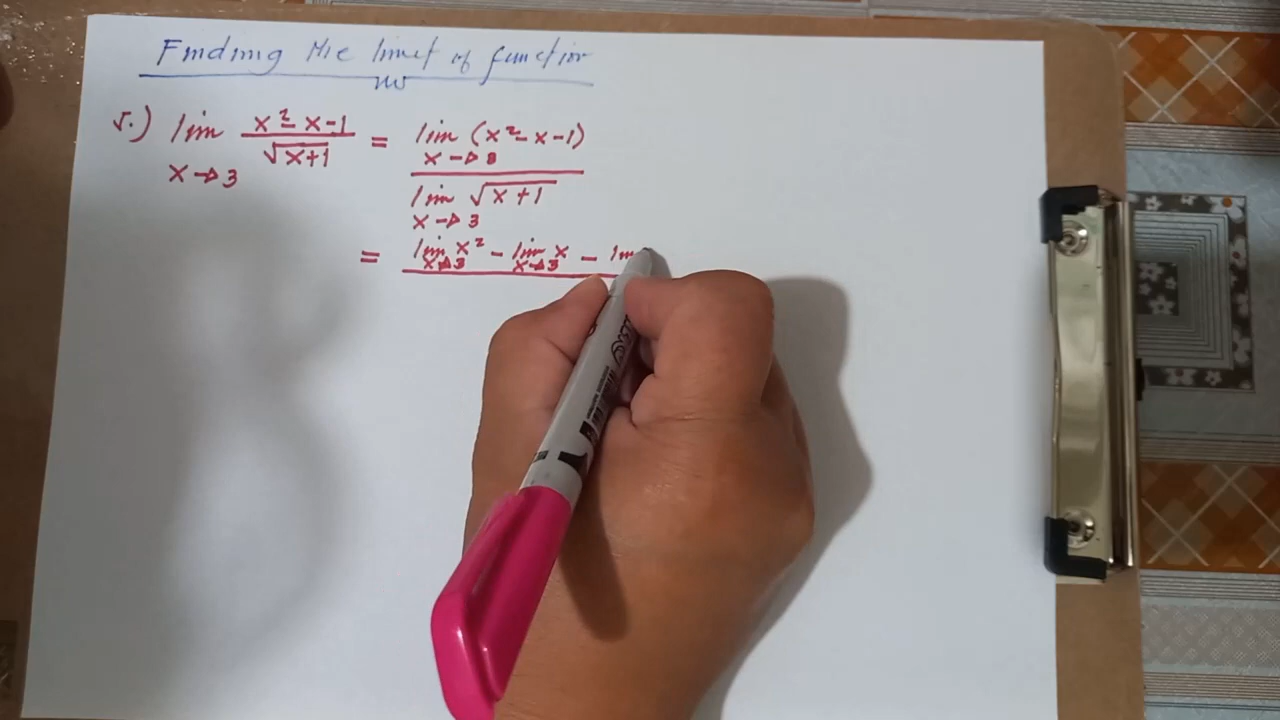 Finding the limit of function
5.) lim x→3 x²-x-1 / √x+1 = lim x→3 (x²-x-1) / lim x→3 √x+1
= lim x→3 x² - lim x→3 x - lim